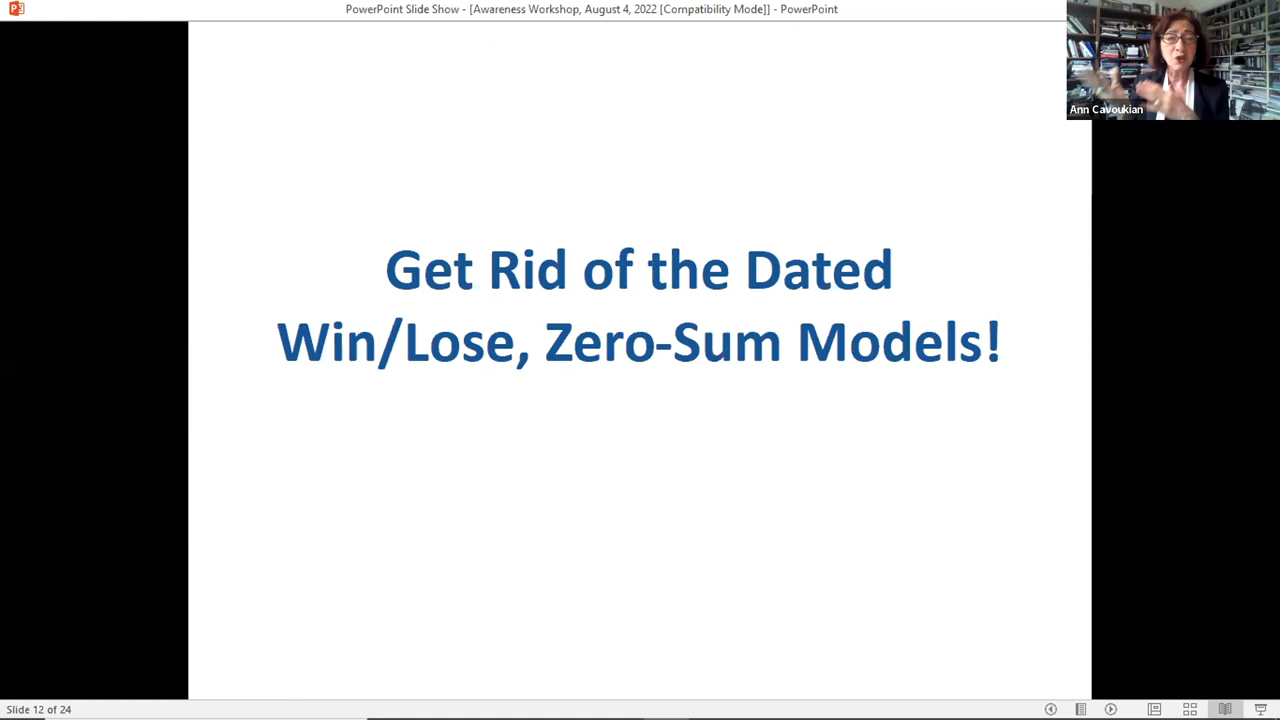 PowerPoint Slide Show - [Awareness Workshop, August 4, 2022 [Compatibility Mode]] - PowerPoint
Ann Cavoukian
Get Rid of the Dated
Win/Lose, Zero-Sum Models!
Slide 12 of 24